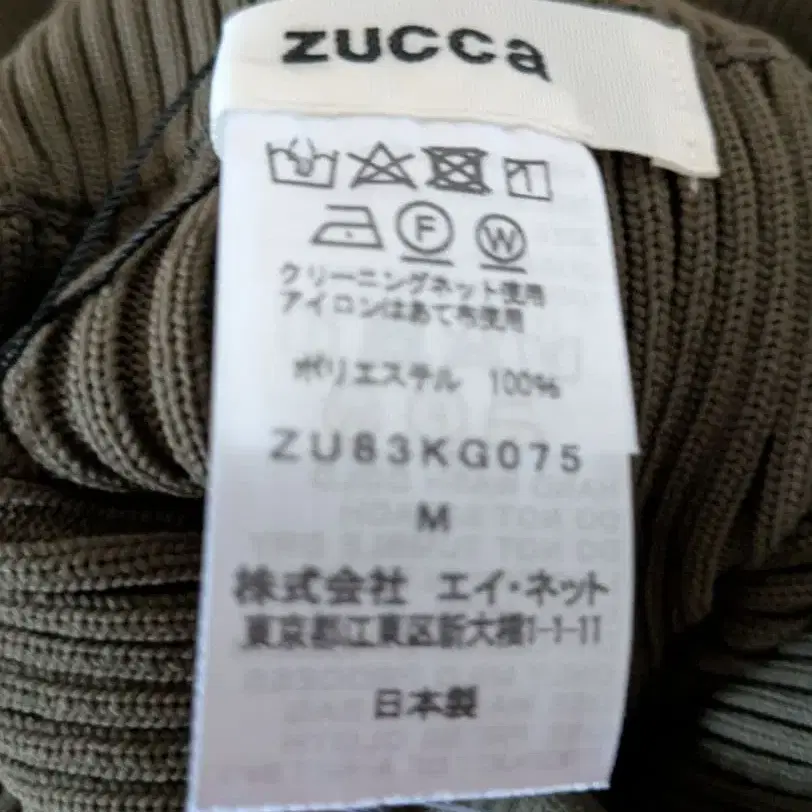 zucca
F W
クリーニングネット使用
アイロンはあて布使用
ポリエステル 100%
ZU83KG075
M
株式会社 エイ・ネット
東京都江東区新大橋1-1-11
日本製